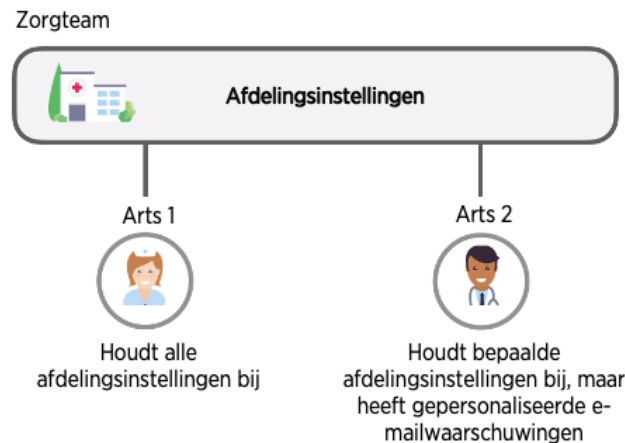 Zorgteam
Afdelingsinstellingen
Arts 1
Arts 2
Houdt alle
afdelingsinstellingen bij
Houdt bepaalde
afdelingsinstellingen bij, maar
heeft gepersonaliseerde e-
mailwaarschuwingen